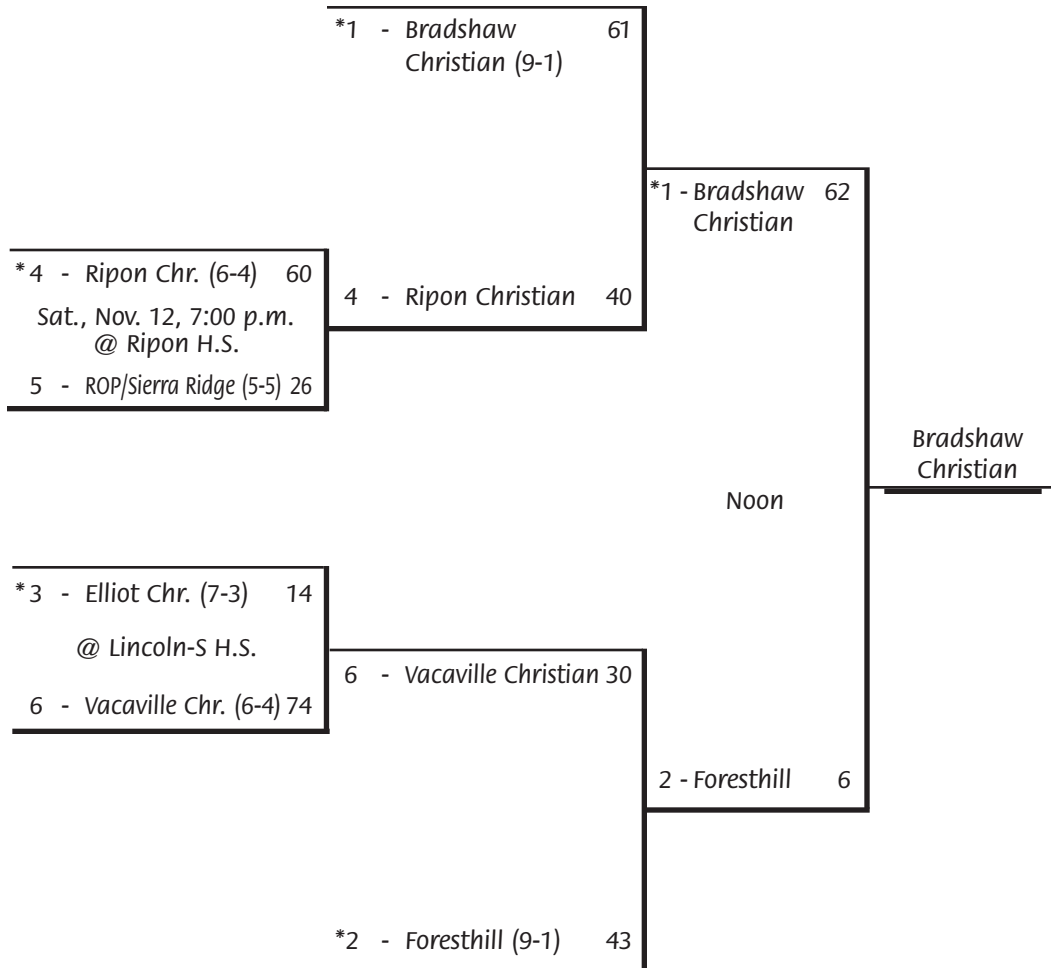 *1 - Bradshaw 61
Christian (9-1)
*1 - Bradshaw 62
Christian
*4 - Ripon Chr. (6-4) 60
Sat., Nov. 12, 7:00 p.m.
@ Ripon H.S.
5 - ROP/Sierra Ridge (5-5) 26
4 - Ripon Christian 40
Bradshaw
Christian
Noon
*3 - Elliot Chr. (7-3) 14
@ Lincoln-S H.S.
6 - Vacaville Chr. (6-4) 74
6 - Vacaville Christian 30
2 - Foresthill 6
*2 - Foresthill (9-1) 43